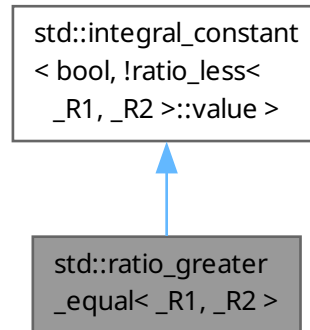 std::integral_constant
< bool, !ratio_less<
_R1, _R2 >::value >
std::ratio_greater
_equal< _R1, _R2 >